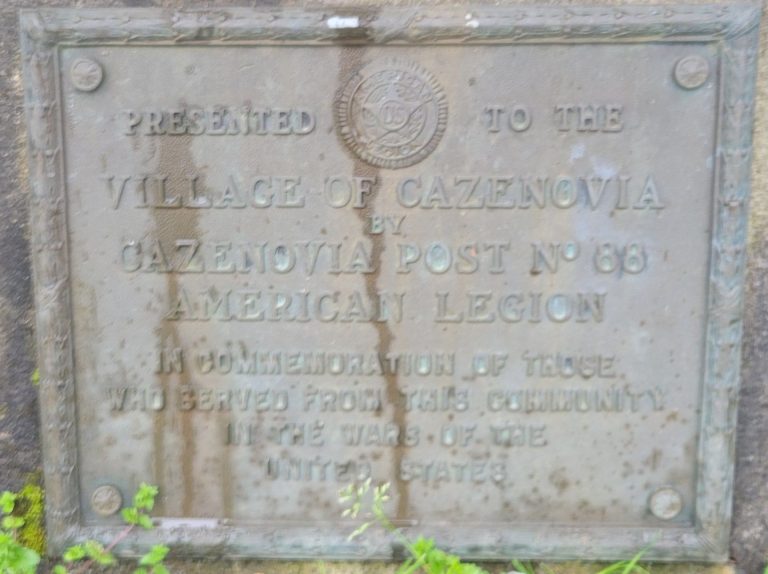 PRESENTED US TO THE
VILLAGE OF CAZENOVIA
BY
CAZENOVIA POST Nº 88
AMERICAN LEGION
IN COMMEMORATION OF THOSE
WHO SERVED FROM THIS COMMUNITY
IN THE WARS OF THE
UNITED STATES